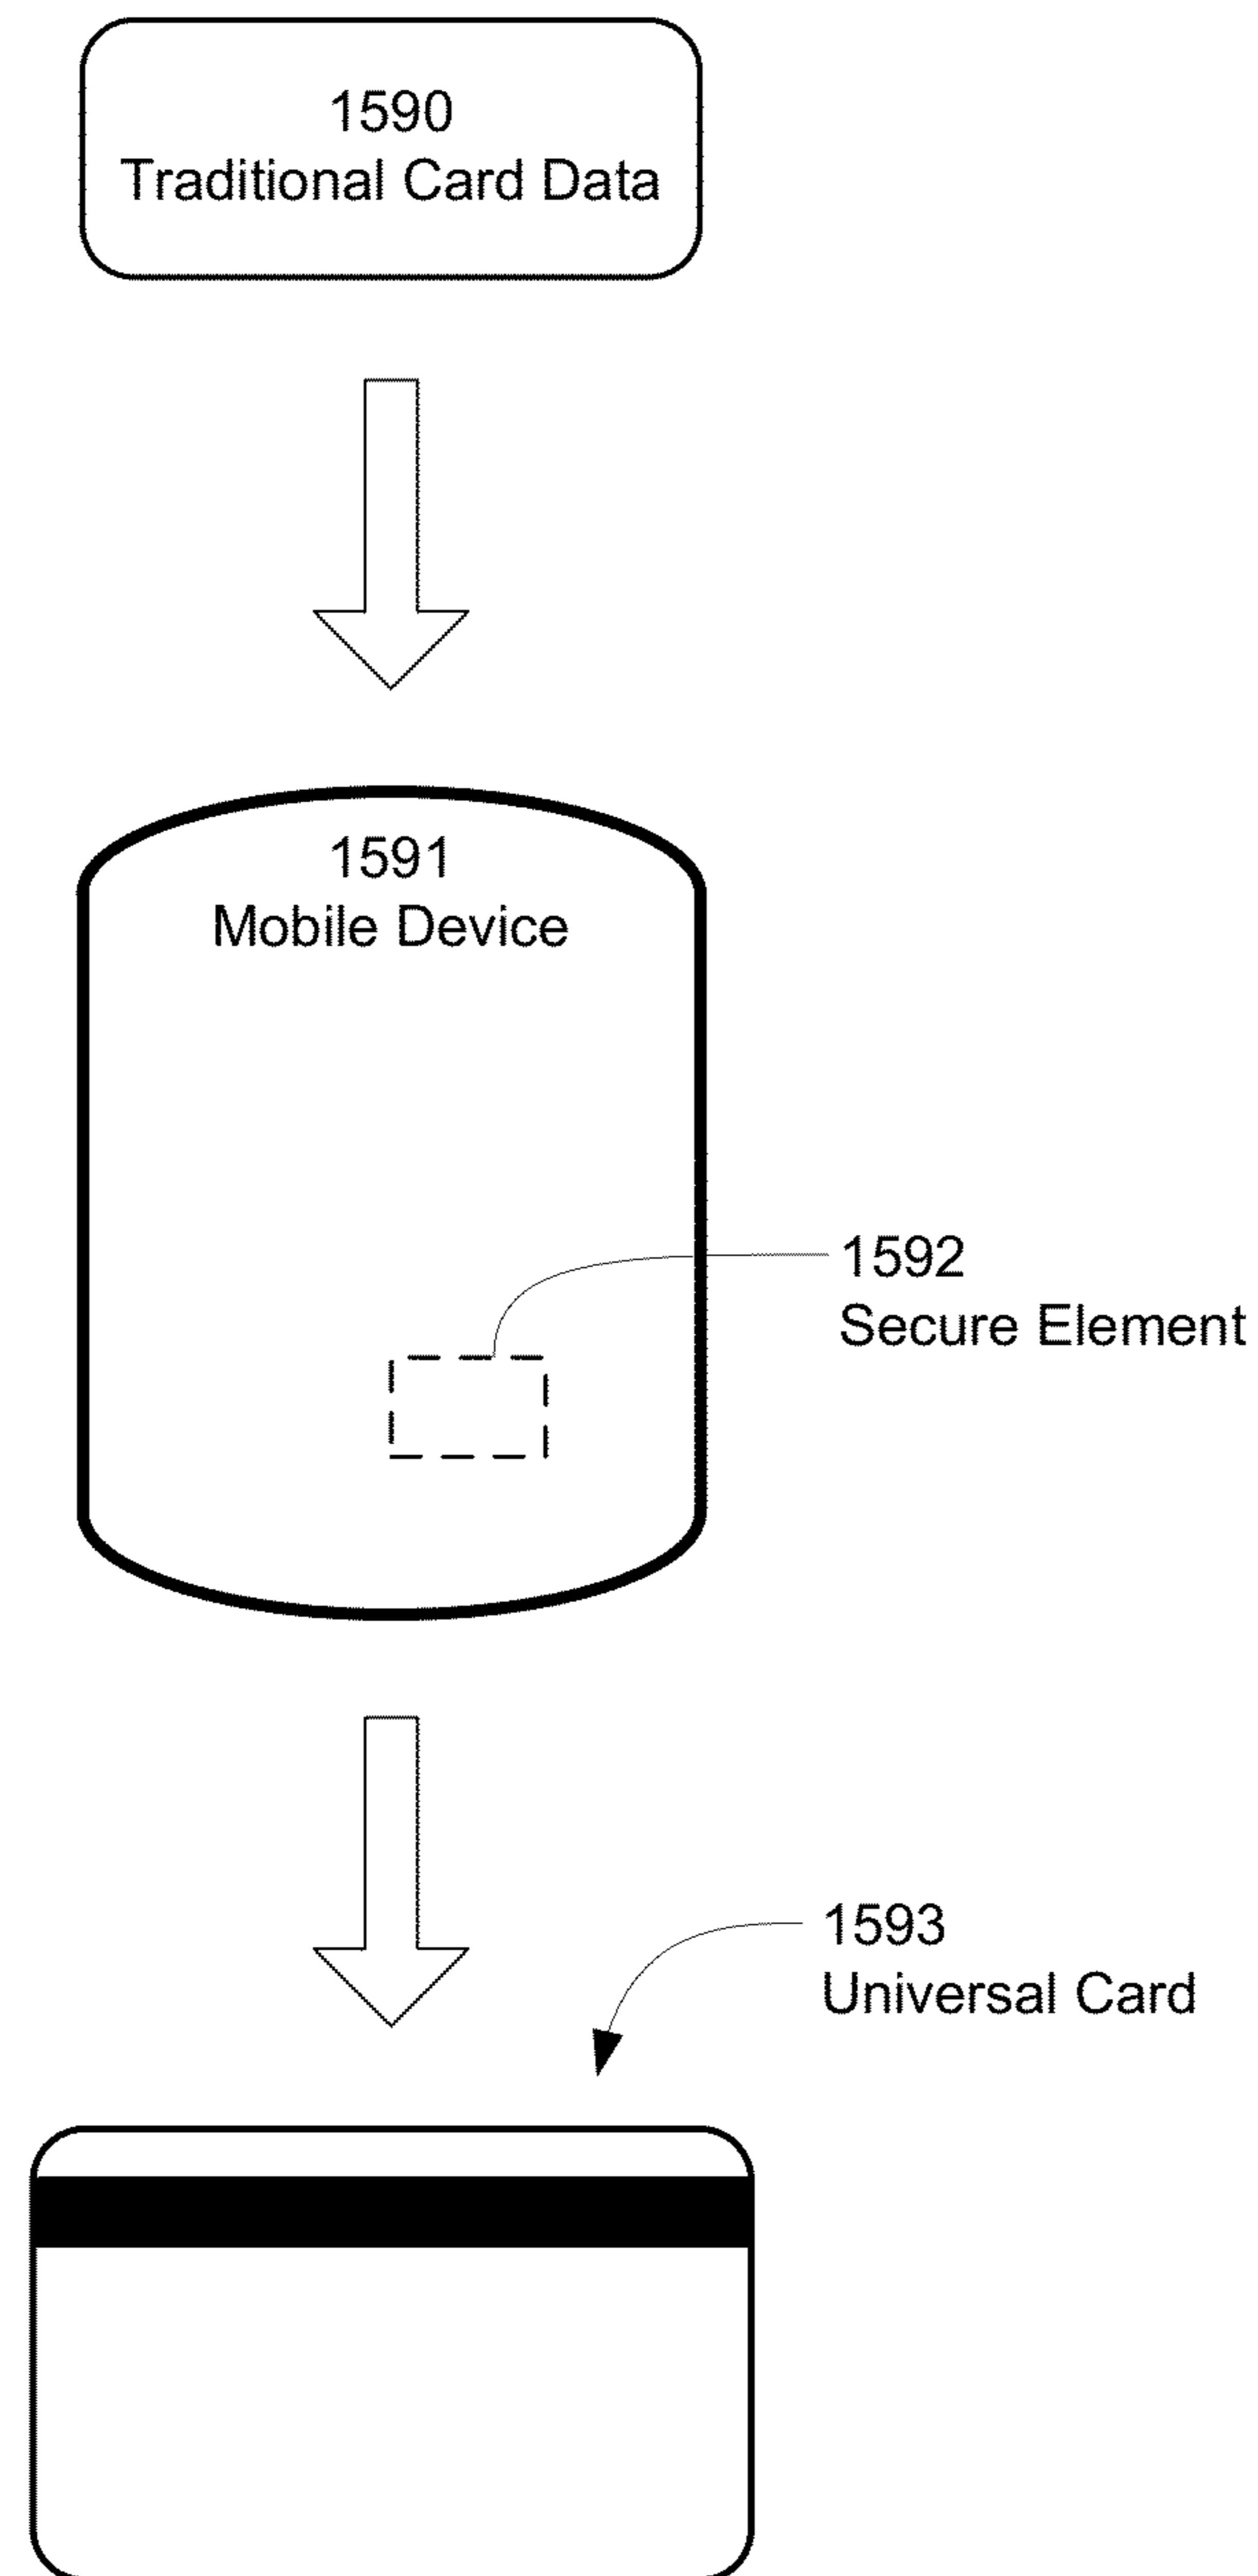 1590
Traditional Card Data
1591
Mobile Device
1592
Secure Element
1593
Universal Card